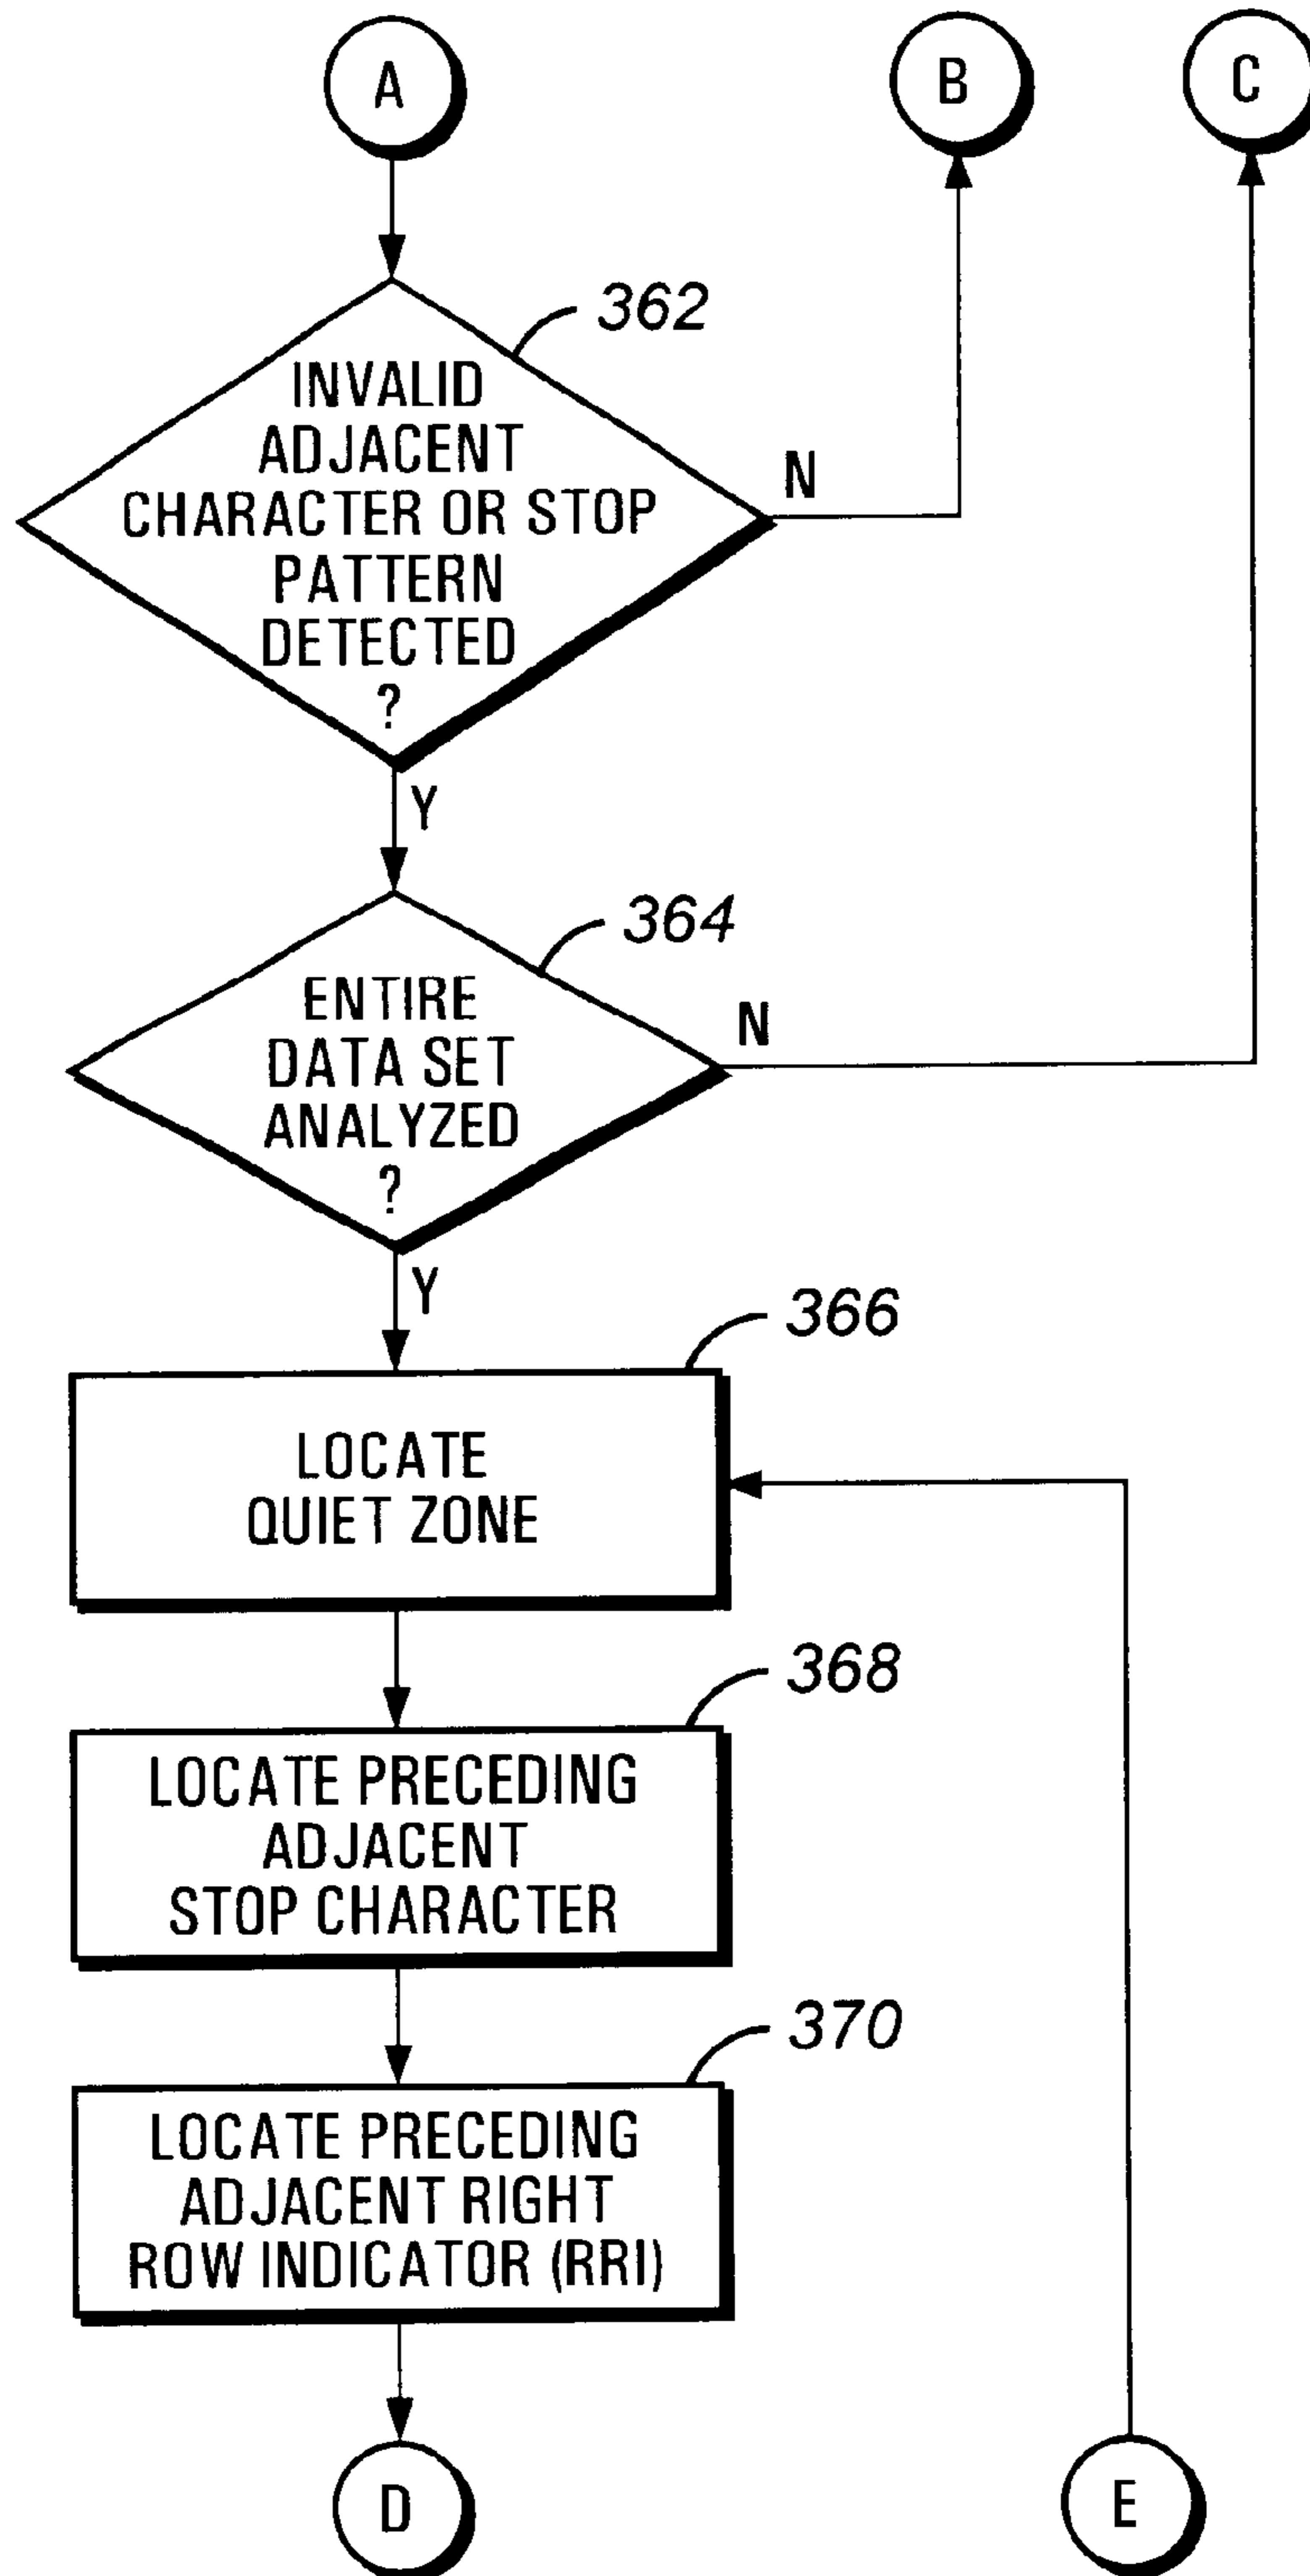 A
B
C
362
INVALID
ADJACENT
CHARACTER OR STOP
PATTERN
DETECTED
?
N
Y
364
ENTIRE
DATA SET
ANALYZED
?
N
Y
366
LOCATE
QUIET ZONE
368
LOCATE PRECEDING
ADJACENT
STOP CHARACTER
370
LOCATE PRECEDING
ADJACENT RIGHT
ROW INDICATOR (RRI)
D
E